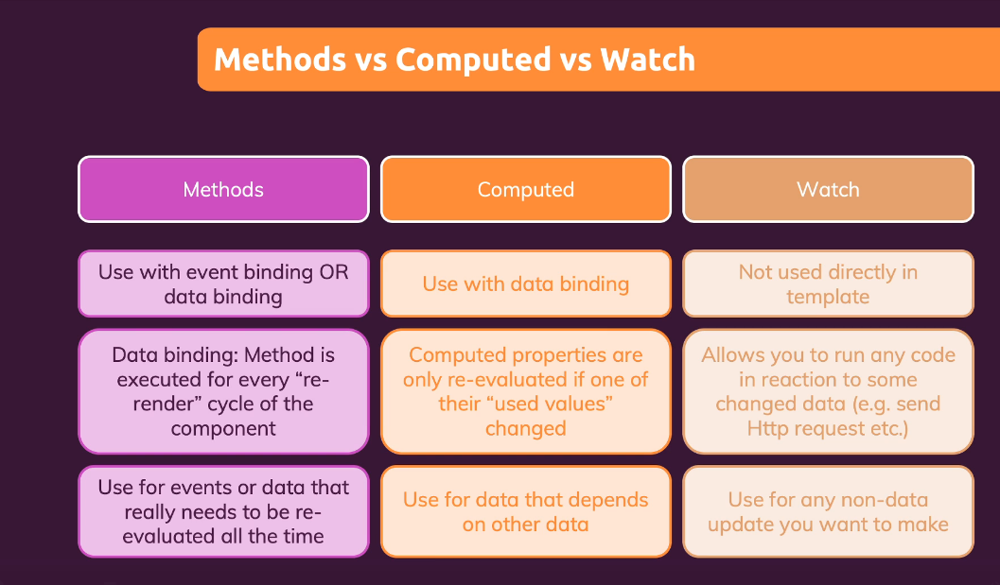 Methods vs Computed vs Watch
Methods
Computed
Watch
Use with event binding OR
data binding
Use with data binding
Not used directly in
template
Data binding: Method is
executed for every “re-
render” cycle of the
component
Computed properties are
only re-evaluated if one of
their “used values”
changed
Allows you to run any code
in reaction to some
changed data (e.g. send
Http request etc.)
Use for events or data that
really needs to be re-
evaluated all the time
Use for data that depends
on other data
Use for any non-data
update you want to make